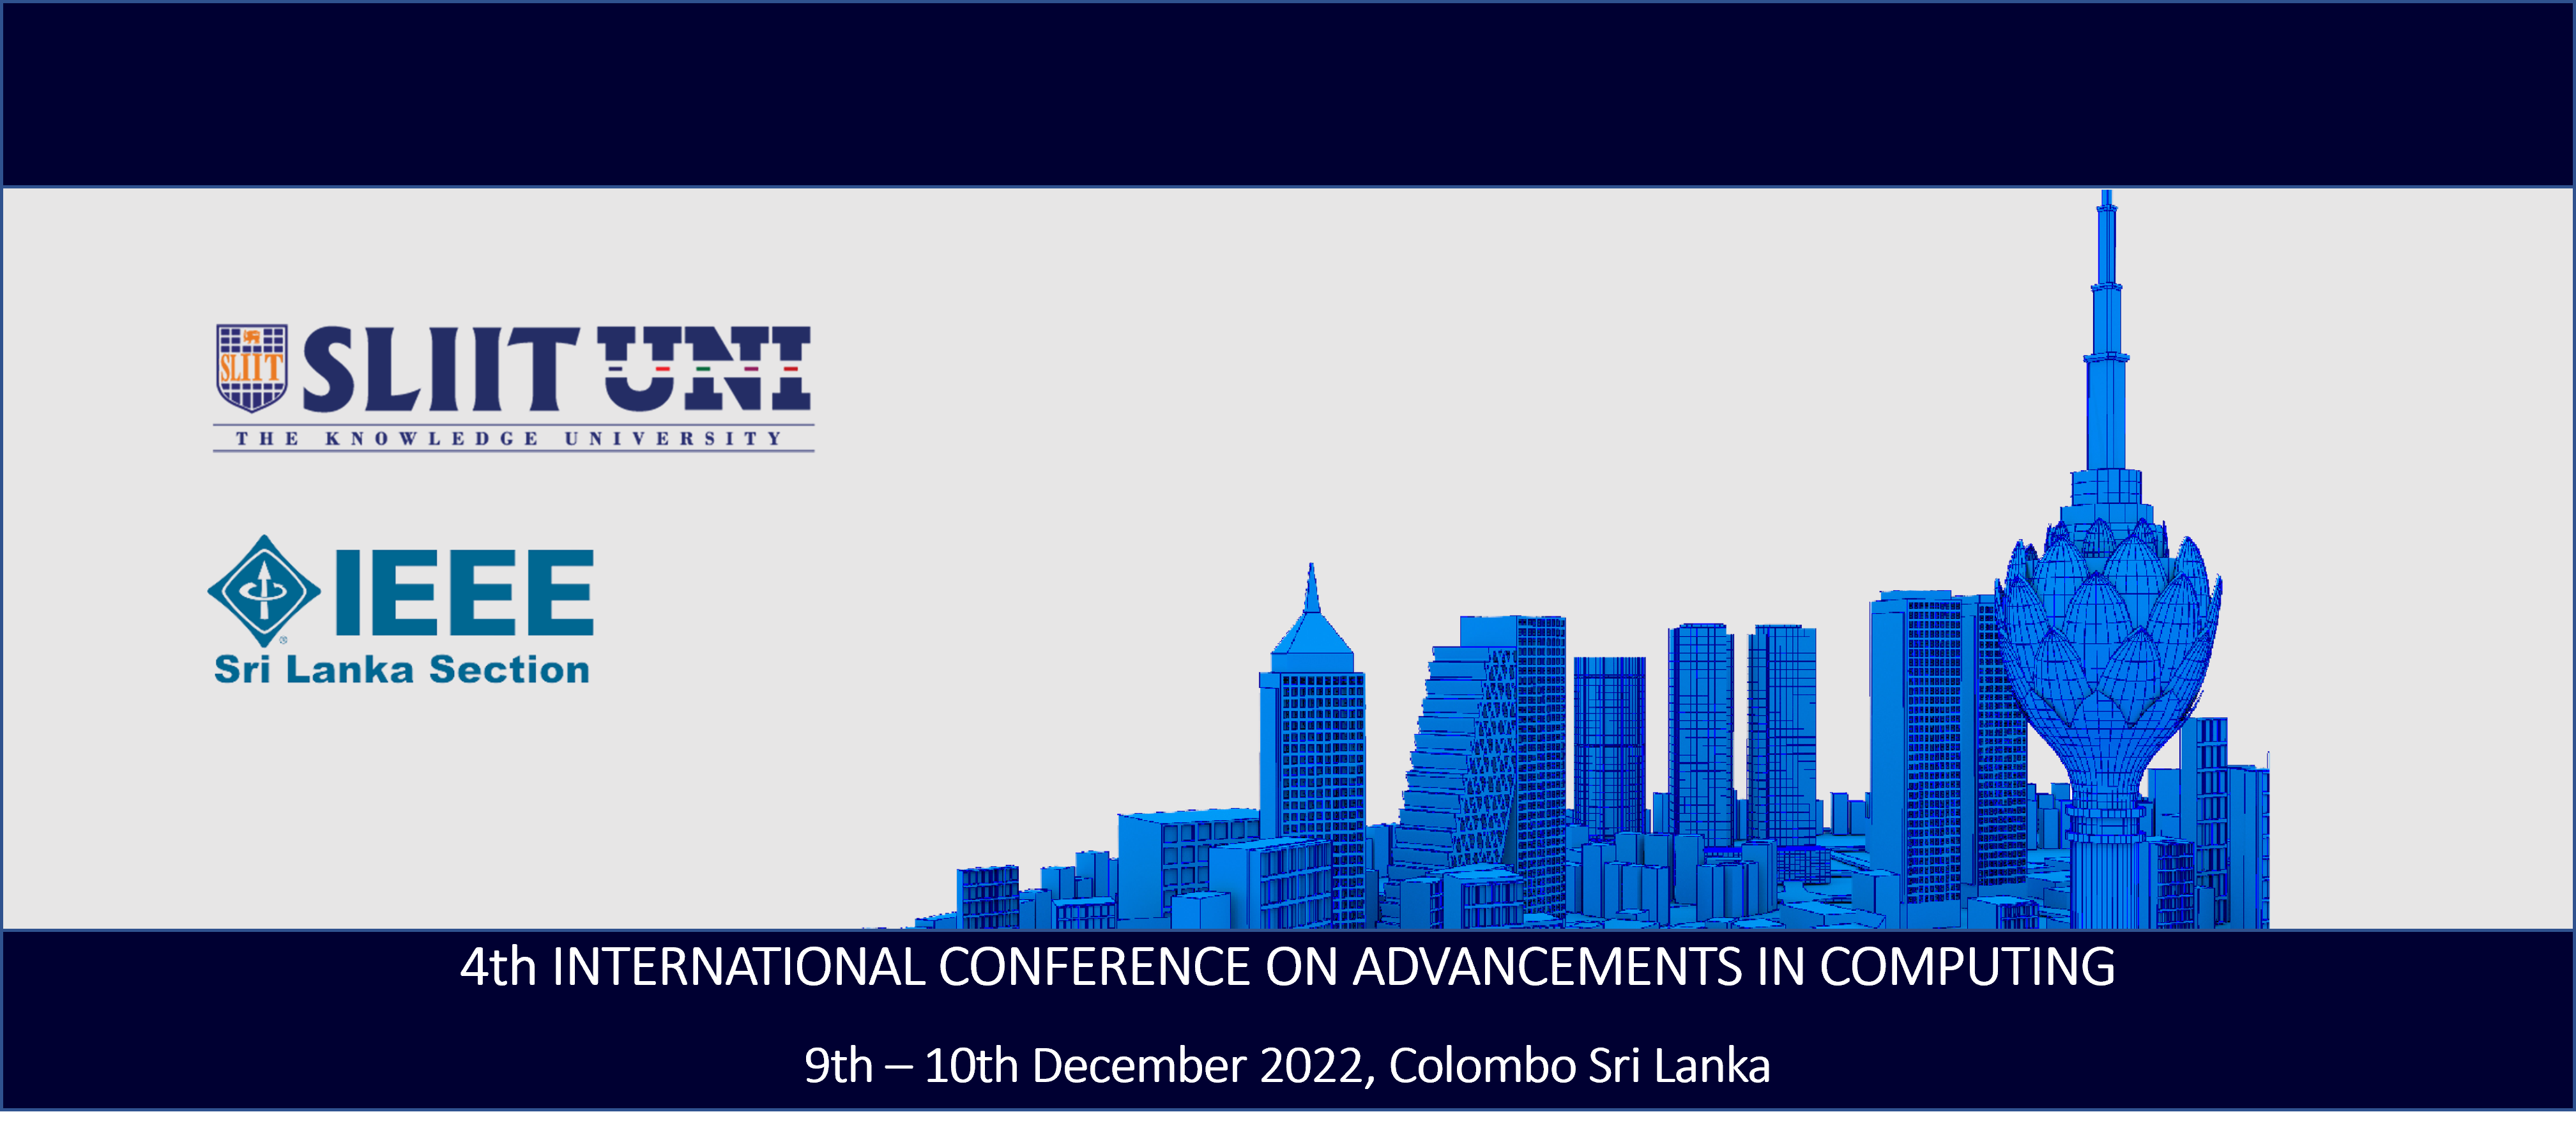 SLIIT
SLIIT UNI
THE KNOWLEDGE UNIVERSITY
IEEE
®
Sri Lanka Section
4th INTERNATIONAL CONFERENCE ON ADVANCEMENTS IN COMPUTING
9th – 10th December 2022, Colombo Sri Lanka